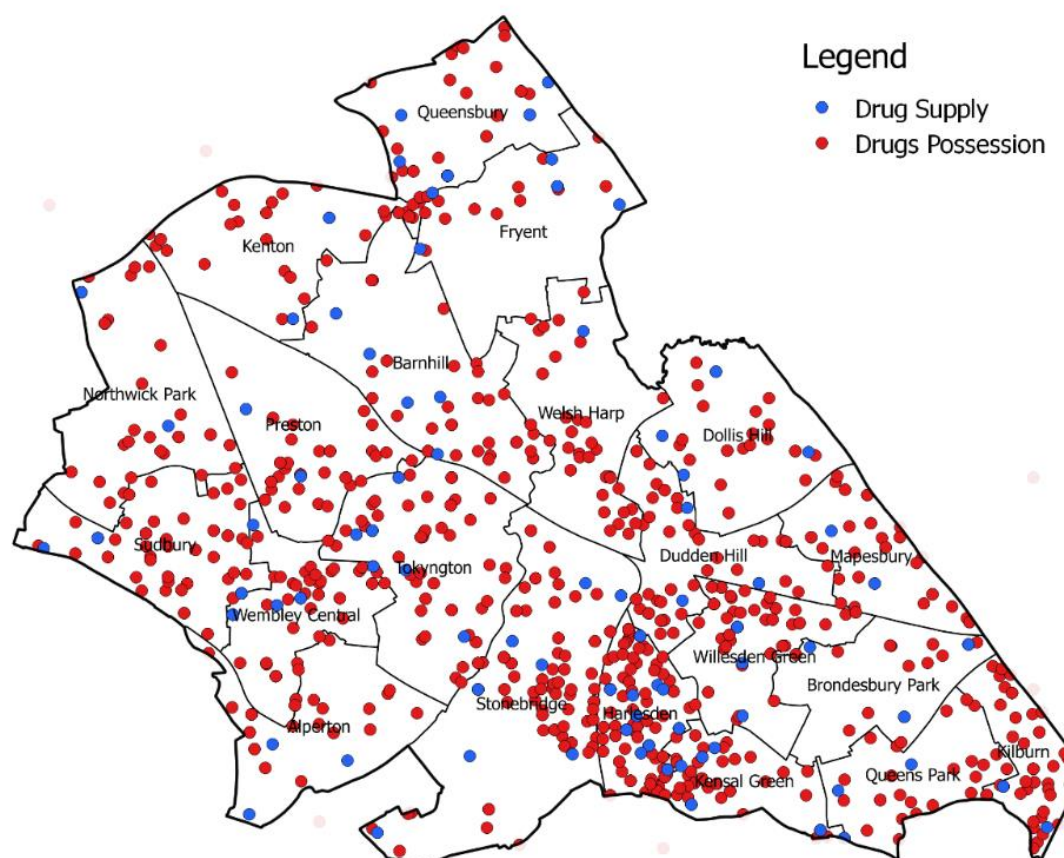 Legend
Drug Supply
Drugs Possession
Queensbury
Fryent
Kenton
Barnhill
Northwick Park
Preston
Welsh Harp
Dollis Hill
Sudbury
Tokyngton
Dudden Hill
Mapesbury
Wembley Central
Willesden Green
Brondesbury Park
Stonebridge
Harlesden
Alperton
Kilburn
Queens Park
Kensal Green